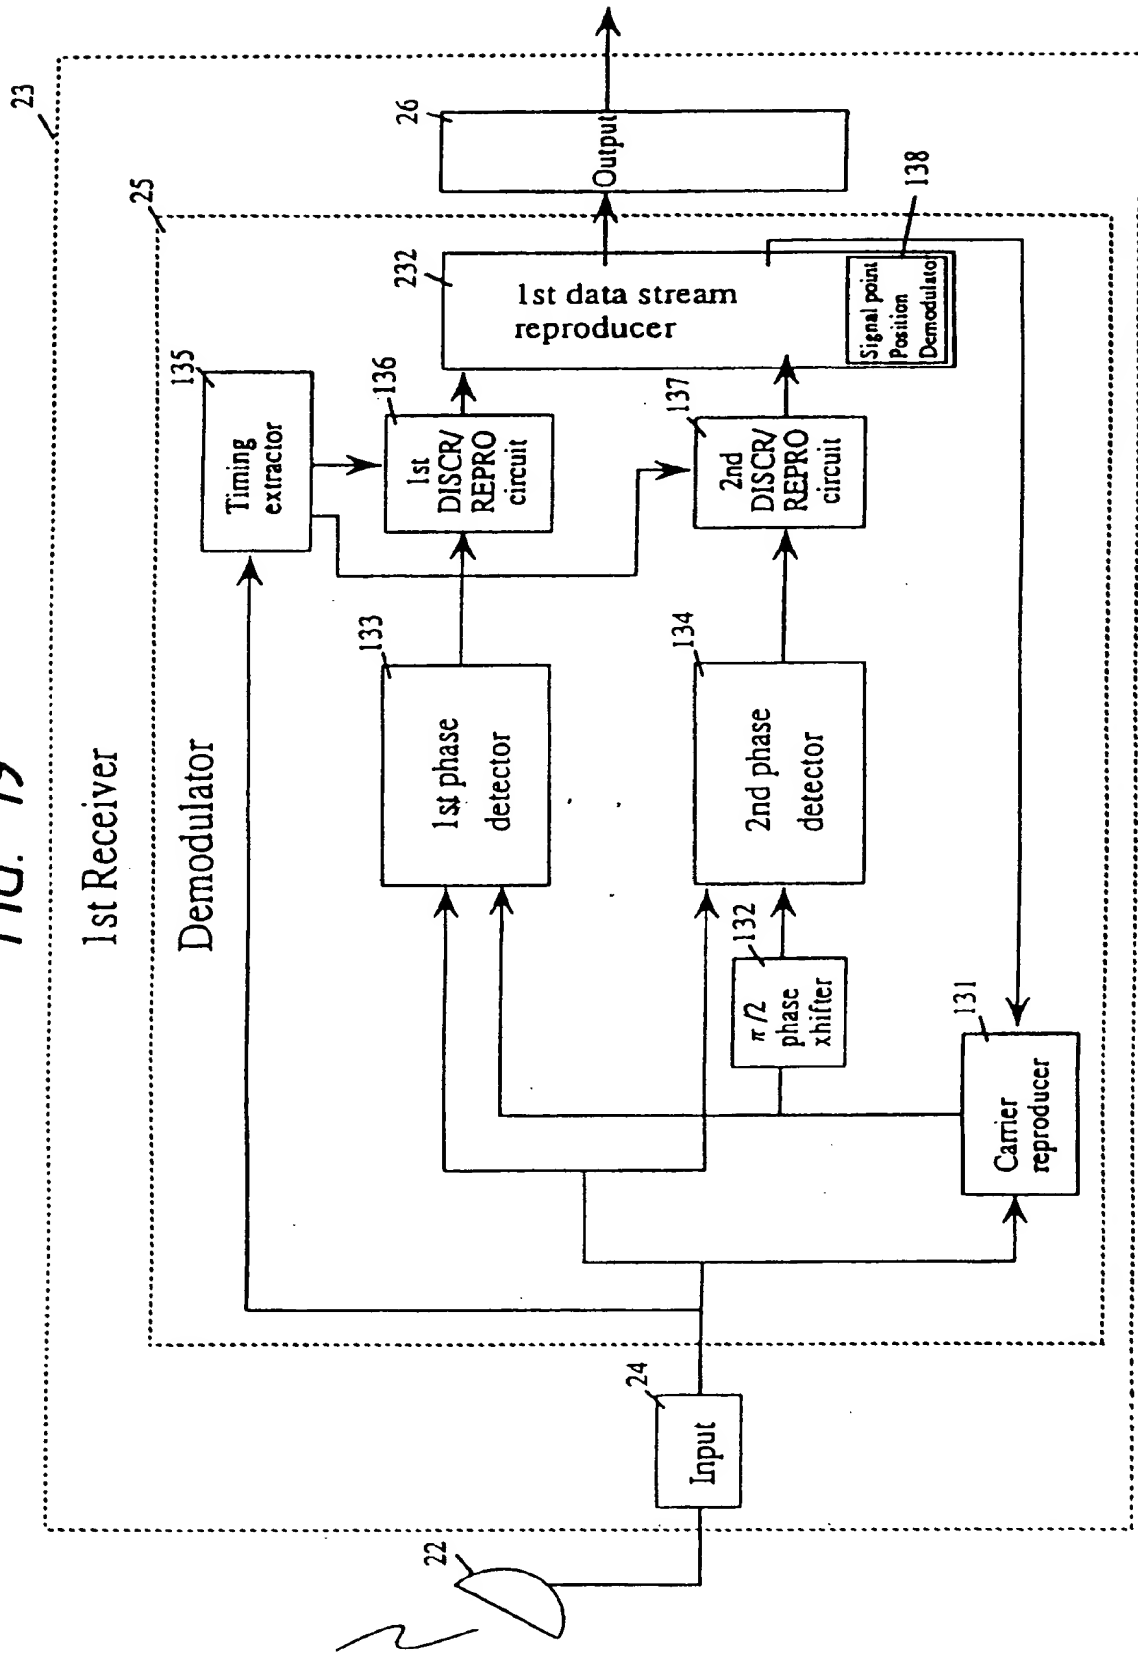 FIG. 19
23
1st Receiver
25
Demodulator
135
Timing
extractor
136
1st
DISCR/
REPRO
circuit
133
1st phase
detector
232
1st data stream
reproducer
26
Output
138
Signal point
Position
Demodulator
137
2nd
DISCR/
REPRO
circuit
134
2nd phase
detector
132
π/2
phase
xhifter
131
Carrier
reproducer
24
Input
22